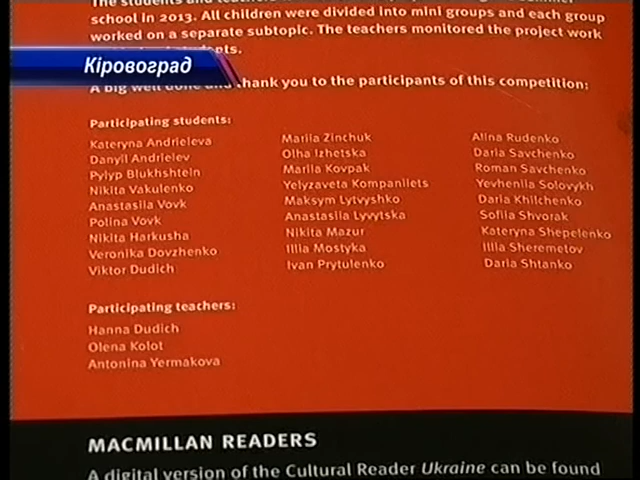 school in 2013. All children were divided into mini groups and each group
worked on a separate subtopic. The teachers monitored the project work
Кіровоград
A big well done and thank you to the participants of this competition:
Participating students:
Kateryna Andrieieva
Danyil Andrieiev
Pylyp Blukhshtein
Nikita Vakulenko
Anastasiia Vovk
Polina Vovk
Nikita Harkusha
Veronika Dovzhenko
Viktor Dudich
Mariia Zinchuk
Olha Izhetska
Mariia Kovpak
Yelyzaveta Kompaniiets
Maksym Lytvyshko
Anastasiia Lyvytska
Nikita Mazur
Illia Mostyka
Ivan Prytulenko
Alina Rudenko
Daria Savchenko
Roman Savchenko
Yevheniia Solovykh
Daria Khilchenko
Sofiia Shvorak
Kateryna Shepelenko
Illia Sheremetov
Daria Shtanko
Participating teachers:
Hanna Dudich
Olena Kolot
Antonina Yermakova
MACMILLAN READERS
A digital version of the Cultural Reader Ukraine can be found